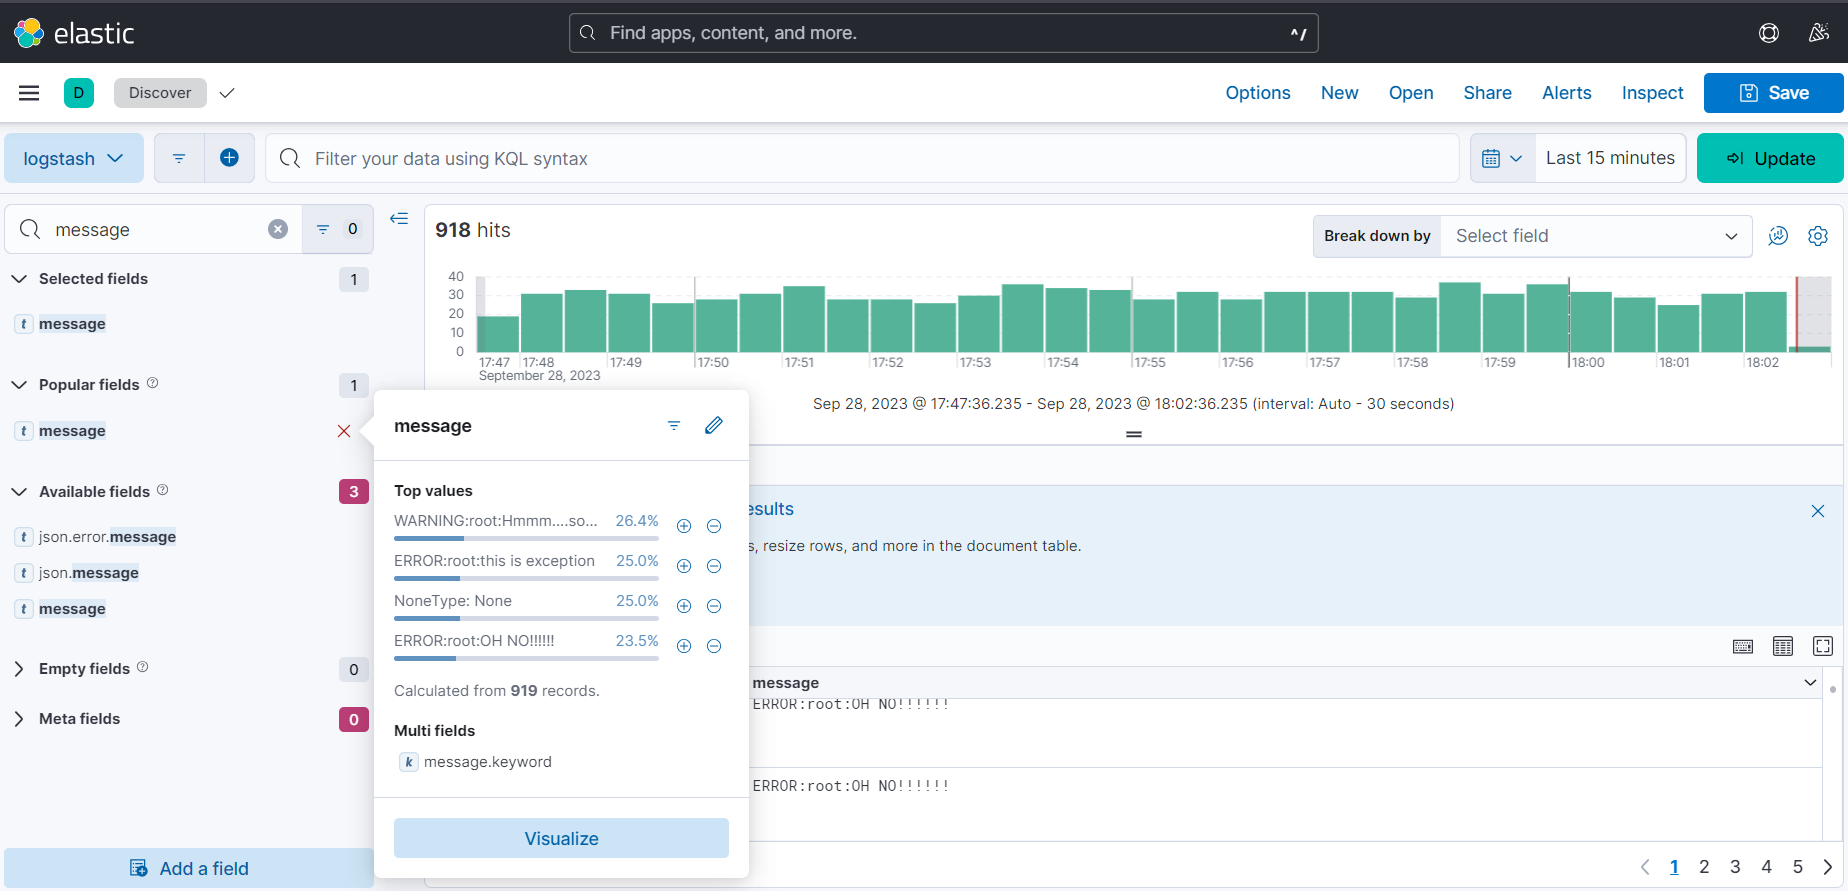 elastic
Find apps, content, and more.
^/
D
Discover
Options New Open Share Alerts Inspect Save
logstash
Filter your data using KQL syntax
Last 15 minutes
Update
message
0
918 hits
Break down by
Select field
Selected fields
1
t message
40
30
20
10
0
17:47 17:48 17:49 17:50 17:51 17:52 17:53 17:54 17:55 17:56 17:57 17:58 17:59 18:00 18:01 18:02
September 28, 2023
Sep 28, 2023 @ 17:47:36.235 - Sep 28, 2023 @ 18:02:36.235 (interval: Auto - 30 seconds)
Popular fields
1
t message
Available fields
3
t json.error.message
t json.message
t message
Empty fields
0
Meta fields
0
Add a field
message
Top values
WARNING:root:Hmmm....so... 26.4%
ERROR:root:this is exception 25.0%
NoneType: None 25.0%
ERROR:root:OH NO!!!!!! 23.5%
Calculated from 919 records.
Multi fields
k message.keyword
Visualize
esults
s, resize rows, and more in the document table.
message
ERROR:root:OH NO!!!!!!
ERROR:root:OH NO!!!!!!
1 2 3 4 5